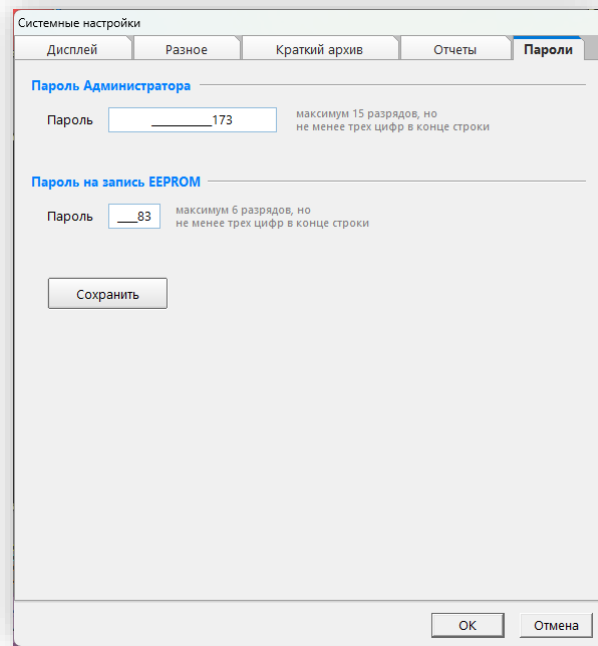 Системные настройки
Дисплей Разное Краткий архив Отчеты Пароли
Пароль Администратора
Пароль __________173 максимум 15 разрядов, но
не менее трех цифр в конце строки
Пароль на запись EEPROM
Пароль ___83 максимум 6 разрядов, но
не менее трех цифр в конце строки
Сохранить
OK Отмена